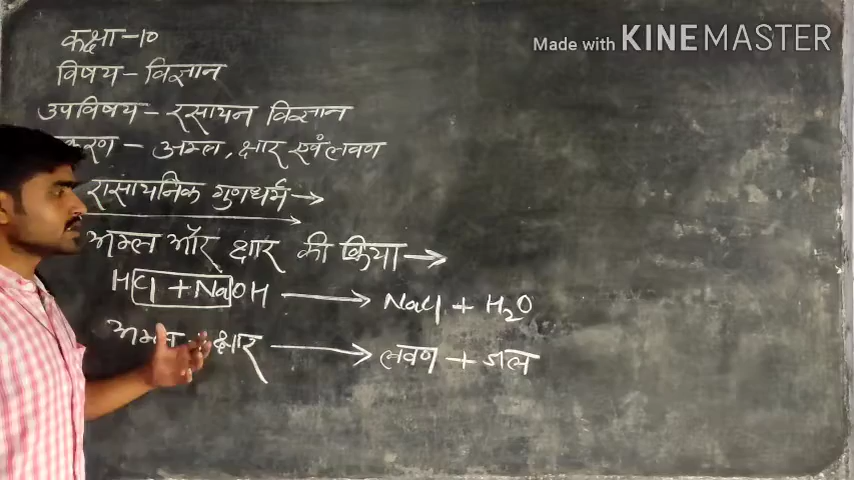 Made with KINEMASTER
कक्षा-10
विषय - विज्ञान
उपविषय - रसायन विज्ञान
करण - अम्ल, क्षार एवं लवण
रासायनिक गुणधर्म →
अम्ल और क्षार की क्रिया →
HCl + NaOH → NaCl + H₂O
अम्ल क्षार → लवण + जल